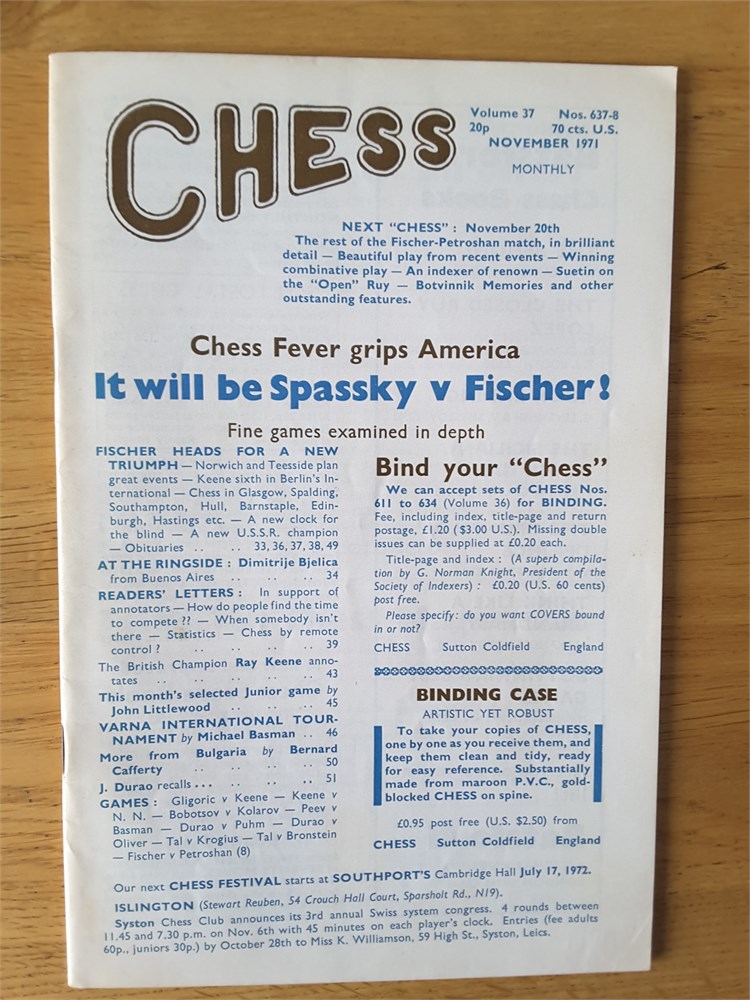 CHESS
Volume 37 Nos. 637-8
20p 70 cts. U.S.
NOVEMBER 1971
MONTHLY
NEXT "CHESS" : November 20th
The rest of the Fischer-Petroshan match, in brilliant
detail — Beautiful play from recent events — Winning
combinative play — An indexer of renown — Suetin on
the "Open" Ruy — Botvinnik Memories and other
outstanding features.
Chess Fever grips America
It will be Spassky v Fischer!
Fine games examined in depth
FISCHER HEADS FOR A NEW
TRIUMPH — Norwich and Teesside plan
great events — Keene sixth in Berlin's In-
ternational — Chess in Glasgow, Spalding,
Southampton, Hull, Barnstaple, Edin-
burgh, Hastings etc. — A new clock for
the blind — A new U.S.S.R. champion
— Obituaries .. .. 33, 36, 37, 38, 49
AT THE RINGSIDE : Dimitrije Bjelica
from Buenos Aires .. .. .. .. 34
READERS' LETTERS : In support of
annotators — How do people find the time
to compete ?? — When somebody isn't
there — Statistics — Chess by remote
control ? .. .. .. .. 39
The British Champion Ray Keene anno-
tates .. .. .. .. .. 43
This month's selected Junior game by
John Littlewood .. .. .. .. 45
VARNA INTERNATIONAL TOUR-
NAMENT by Michael Basman .. 46
More from Bulgaria by Bernard
Cafferty .. .. .. .. 50
J. Durao recalls ... .. .. .. 51
GAMES : Gligoric v Keene — Keene v
N. N. — Bobotsov v Kolarov — Peev v
Basman — Durao v Puhm — Durao v
Oliver — Tal v Krogius — Tal v Bronstein
— Fischer v Petroshan (8)
Bind your "Chess"
We can accept sets of CHESS Nos.
611 to 634 (Volume 36) for BINDING.
Fee, including index, title-page and return
postage, £1.20 ($3.00 U.S.). Missing double
issues can be supplied at £0.20 each.
Title-page and index : (A superb compila-
tion by G. Norman Knight, President of the
Society of Indexers) : £0.20 (U.S. 60 cents)
post free.
Please specify: do you want COVERS bound
in or not?
CHESS Sutton Coldfield England
BINDING CASE
ARTISTIC YET ROBUST
To take your copies of CHESS,
one by one as you receive them, and
keep them clean and tidy, ready
for easy reference. Substantially
made from maroon P.V.C., gold-
blocked CHESS on spine.
£0.95 post free (U.S. $2.50) from
CHESS Sutton Coldfield England
Our next CHESS FESTIVAL starts at SOUTHPORT'S Cambridge Hall July 17, 1972.
ISLINGTON (Stewart Reuben, 54 Crouch Hall Court, Sparsholt Rd., N19).
Syston Chess Club announces its 3rd annual Swiss system congress. 4 rounds between
11.45 and 7.30 p.m. on Nov. 6th with 45 minutes on each player's clock. Entries (fee adults
60p., juniors 30p.) by October 28th to Miss K. Williamson, 59 High St., Syston, Leics.